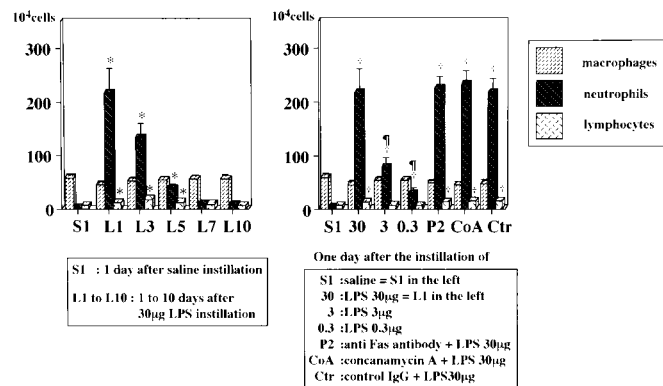 10⁴cells
300
200
100
0
* * * * * *
S1 L1 L3 L5 L7 L10
S1 : 1 day after saline instillation
L1 to L10 : 1 to 10 days after
30µg LPS instillation
10⁴cells
300
200
100
0
¶ ¶
S1 30 3 0.3 P2 CoA Ctr
macrophages
neutrophils
lymphocytes
One day after the instillation of
S1 :saline = S1 in the left
30 :LPS 30µg = L1 in the left
3 :LPS 3µg
0.3 :LPS 0.3µg
P2 :anti Fas antibody + LPS 30µg
CoA :concanamycin A + LPS 30µg
Ctr :control IgG + LPS30µg